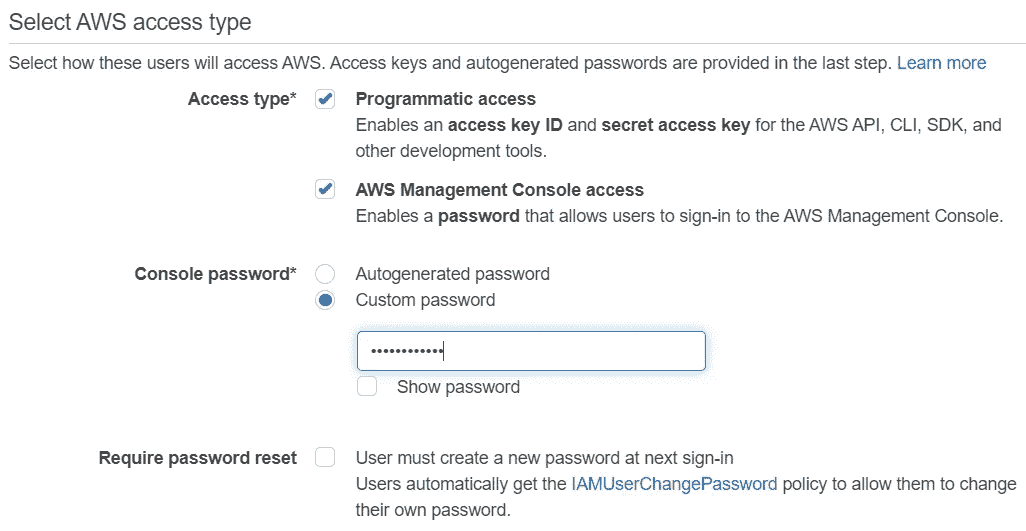 Select AWS access type
Select how these users will access AWS. Access keys and autogenerated passwords are provided in the last step. Learn more
Access type* Programmatic access
Enables an access key ID and secret access key for the AWS API, CLI, SDK, and
other development tools.
AWS Management Console access
Enables a password that allows users to sign-in to the AWS Management Console.
Console password* Autogenerated password
Custom password
••••••••••••
Show password
Require password reset User must create a new password at next sign-in
Users automatically get the IAMUserChangePassword policy to allow them to change
their own password.